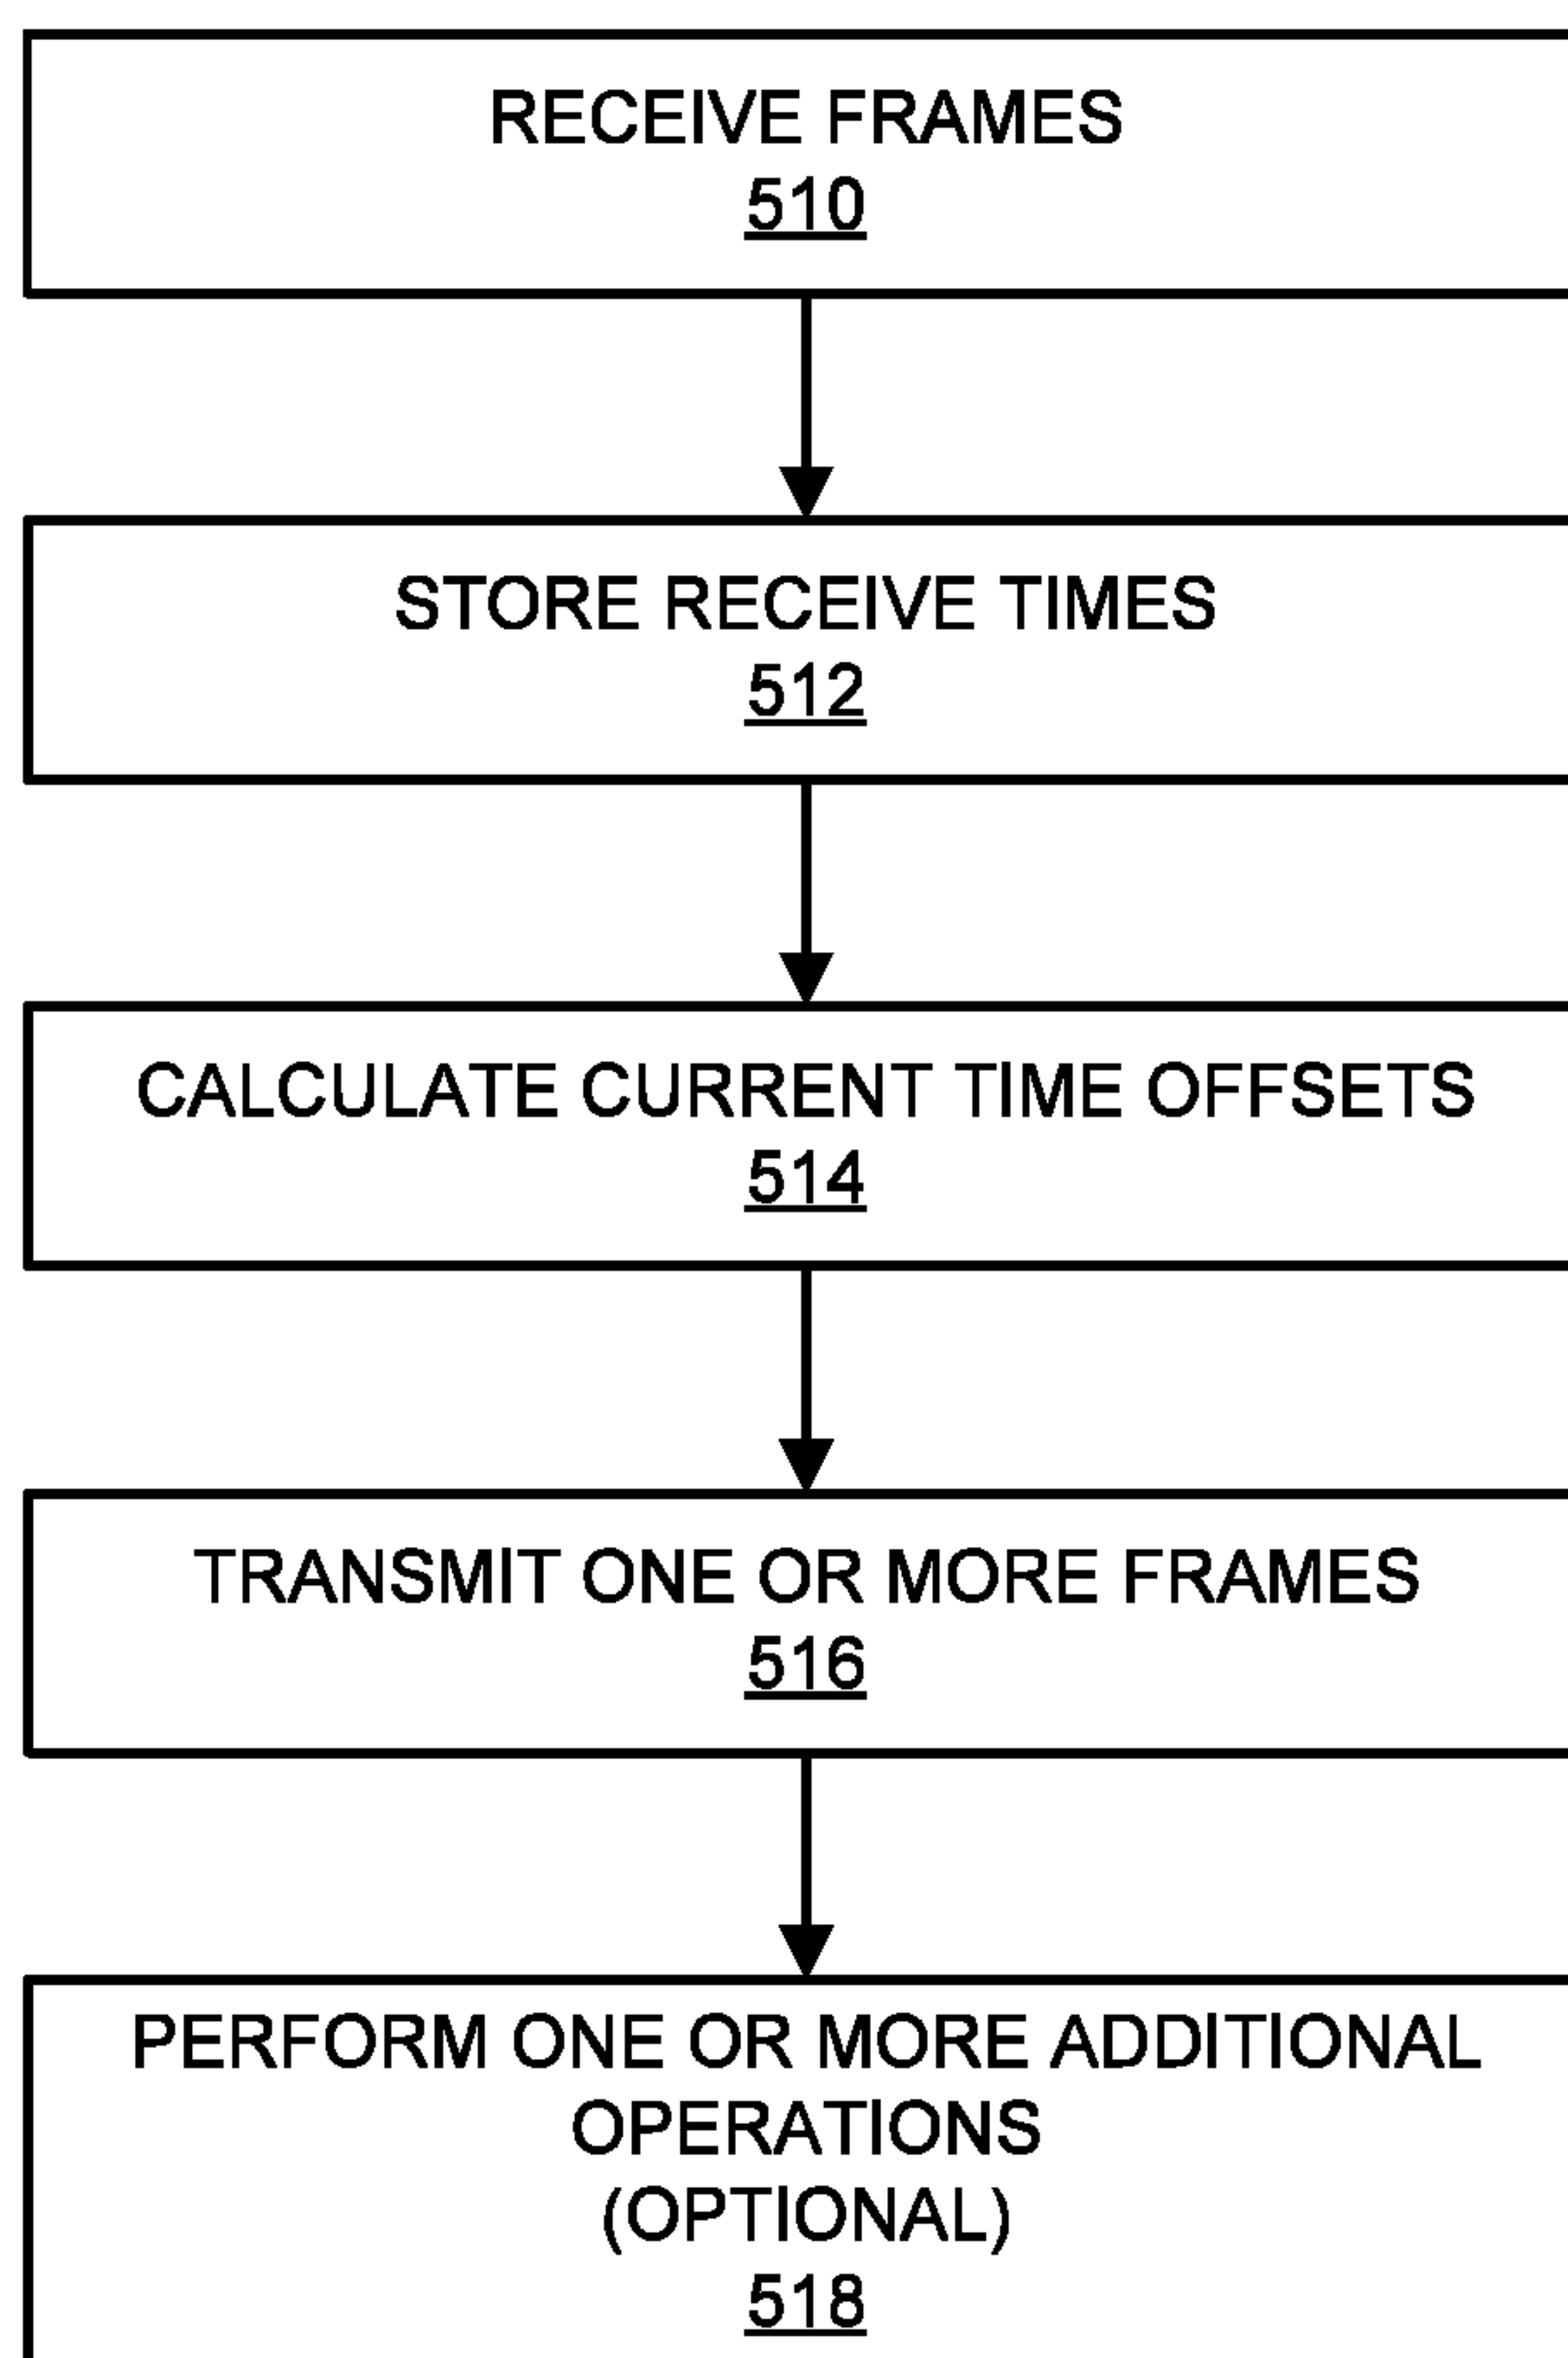 RECEIVE FRAMES
510
STORE RECEIVE TIMES
512
CALCULATE CURRENT TIME OFFSETS
514
TRANSMIT ONE OR MORE FRAMES
516
PERFORM ONE OR MORE ADDITIONAL
OPERATIONS
(OPTIONAL)
518